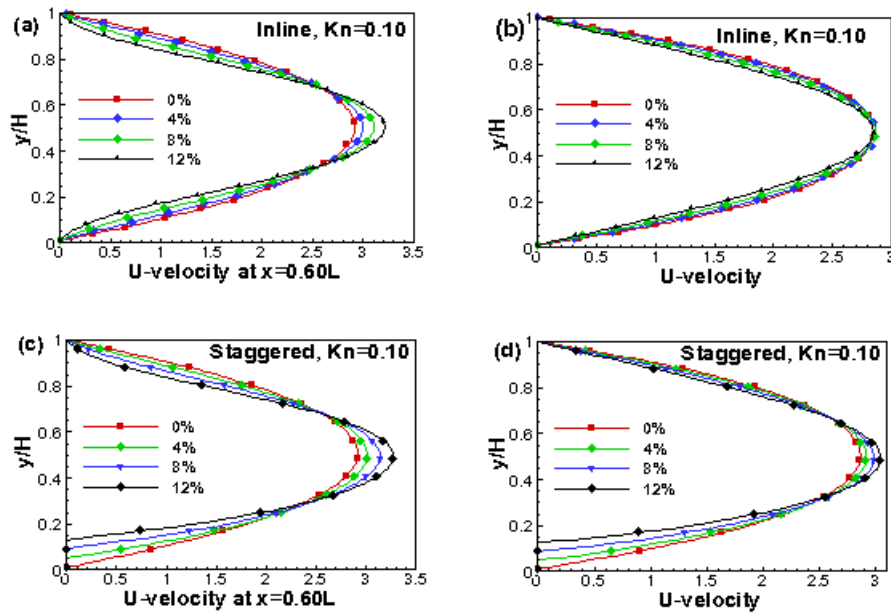 (a)
Inline, Kn=0.10
1
0.8
0.6
0.4
0.2
0
y/H
0%
4%
8%
12%
0 0.5 1 1.5 2 2.5 3 3.5
U-velocity at x=0.60L
(b)
Inline, Kn=0.10
1
0.8
0.6
0.4
0.2
0
y/H
0%
4%
8%
12%
0 0.5 1 1.5 2 2.5 3
U-velocity
(c)
Staggered, Kn=0.10
1
0.8
0.6
0.4
0.2
0
y/H
0%
4%
8%
12%
0 0.5 1 1.5 2 2.5 3 3.5
U-velocity at x=0.60L
(d)
Staggered, Kn=0.10
1
0.8
0.6
0.4
0.2
0
y/H
0%
4%
8%
12%
0 0.5 1 1.5 2 2.5 3
U-velocity